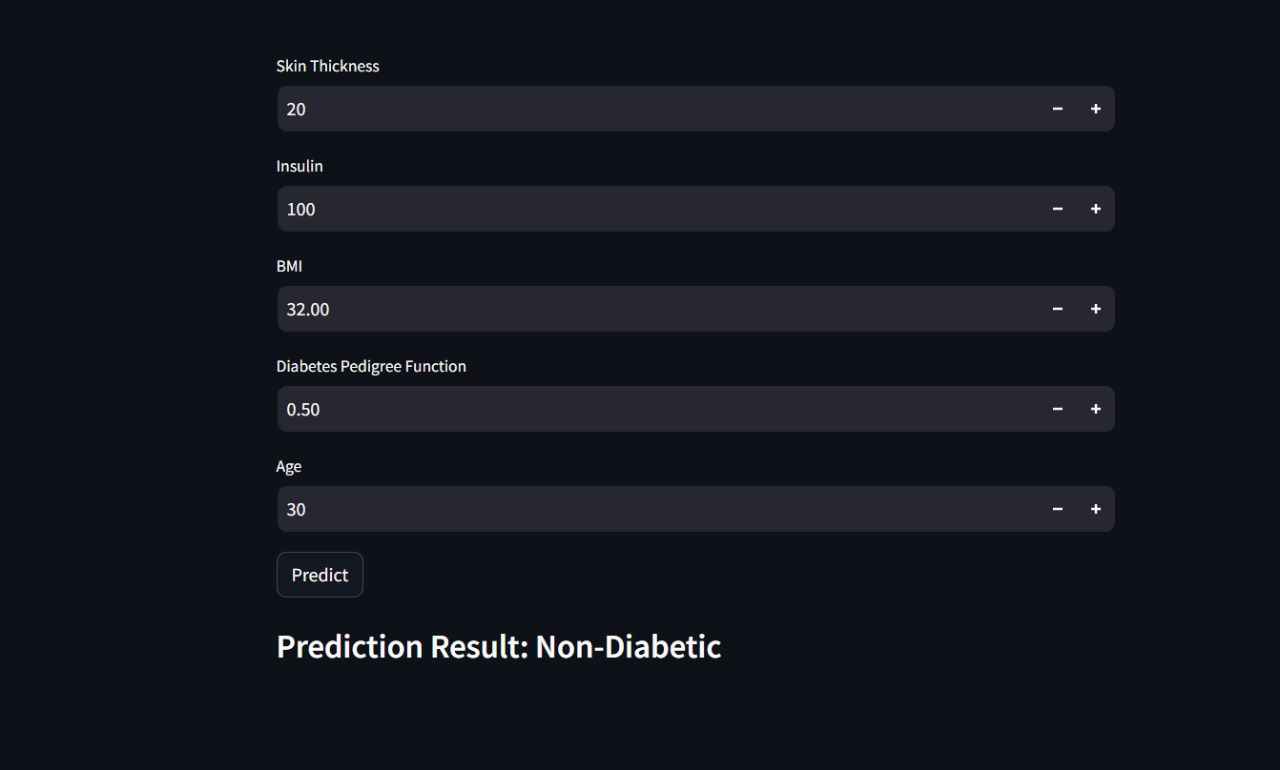 Skin Thickness
20
Insulin
100
BMI
32.00
Diabetes Pedigree Function
0.50
Age
30
Predict
Prediction Result: Non-Diabetic